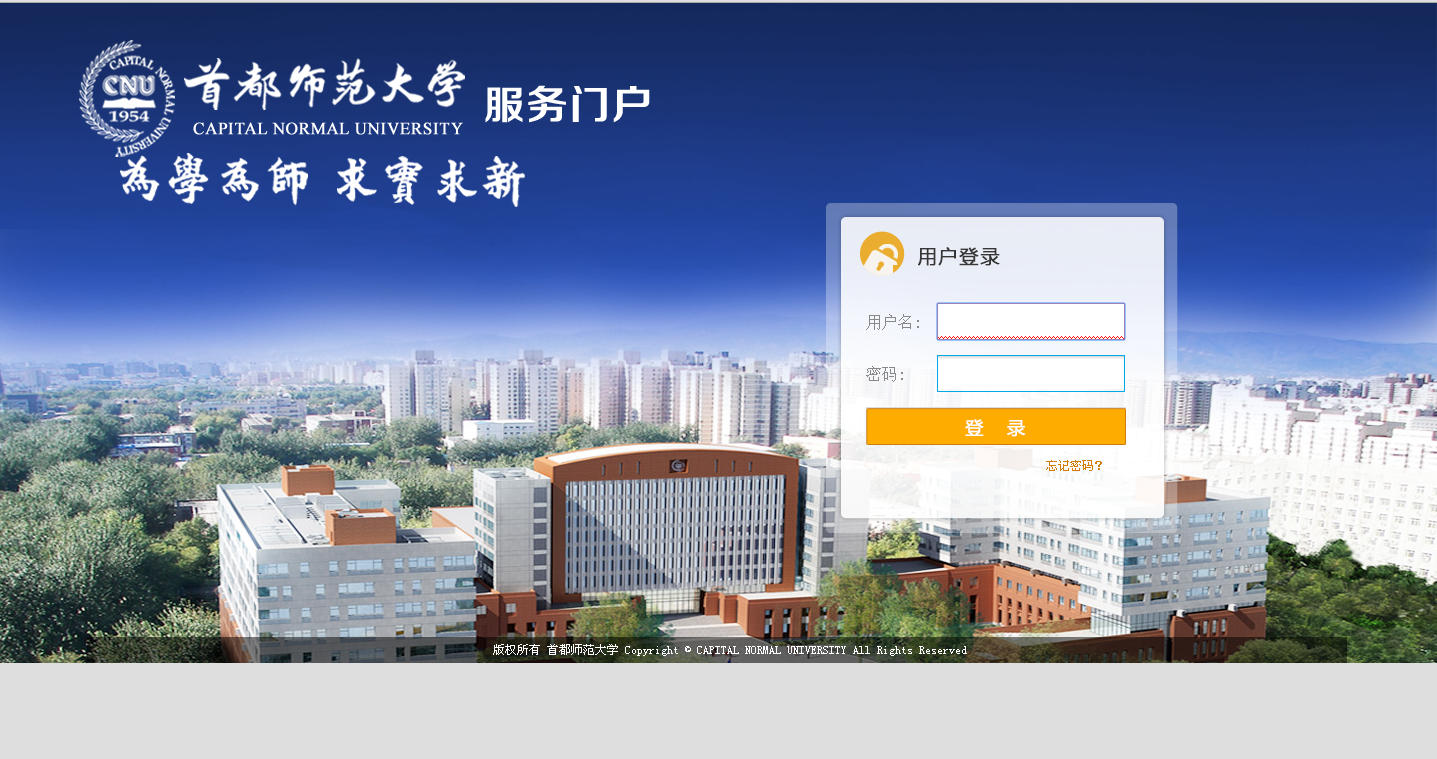 CAPITAL NORMAL UNIVERSITY
CNU
1954
首都师范大学
CAPITAL NORMAL UNIVERSITY
服务门户
為學為師 求實求新
用户登录
用户名:
密码:
登 录
忘记密码?
版权所有 首都师范大学 Copyright © CAPITAL NORMAL UNIVERSITY All Rights Reserved